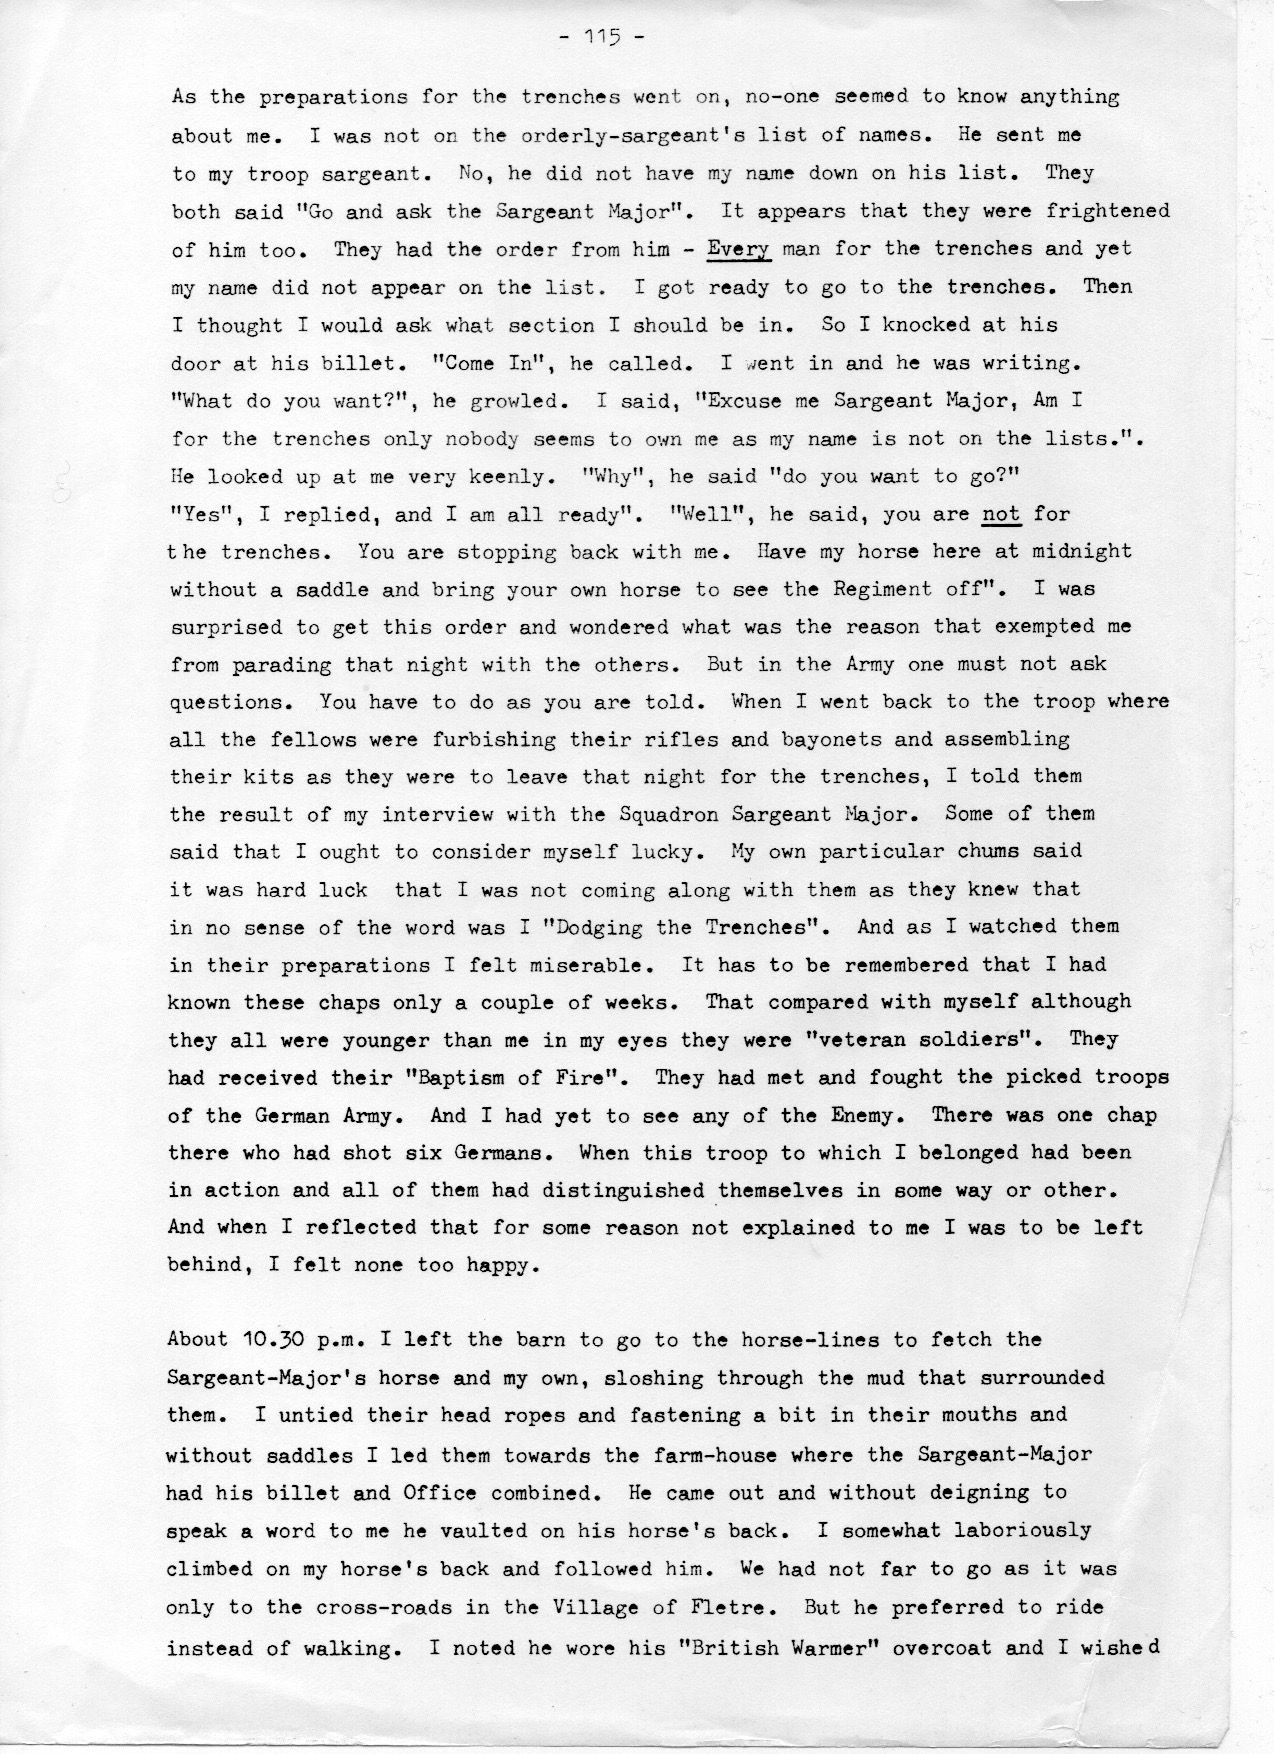 - 115 -
As the preparations for the trenches went on, no-one seemed to know anything
about me.  I was not on the orderly-sargeant's list of names.  He sent me
to my troop sargeant.  No, he did not have my name down on his list.  They
both said "Go and ask the Sargeant Major".  It appears that they were frightened
of him too.  They had the order from him - Every man for the trenches and yet
my name did not appear on the list.  I got ready to go to the trenches.  Then
I thought I would ask what section I should be in.  So I knocked at his
door at his billet.  "Come In", he called.  I went in and he was writing.
"What do you want?", he growled.  I said, "Excuse me Sargeant Major, Am I
for the trenches only nobody seems to own me as my name is not on the lists.".
He looked up at me very keenly.  "Why", he said "do you want to go?"
"Yes", I replied, and I am all ready".  "Well", he said, you are not for
the trenches.  You are stopping back with me.  Have my horse here at midnight
without a saddle and bring your own horse to see the Regiment off".  I was
surprised to get this order and wondered what was the reason that exempted me
from parading that night with the others.  But in the Army one must not ask
questions.  You have to do as you are told.  When I went back to the troop where
all the fellows were furbishing their rifles and bayonets and assembling
their kits as they were to leave that night for the trenches, I told them
the result of my interview with the Squadron Sargeant Major.  Some of them
said that I ought to consider myself lucky.  My own particular chums said
it was hard luck  that I was not coming along with them as they knew that
in no sense of the word was I "Dodging the Trenches".  And as I watched them
in their preparations I felt miserable.  It has to be remembered that I had
known these chaps only a couple of weeks.  That compared with myself although
they all were younger than me in my eyes they were "veteran soldiers".  They
had received their "Baptism of Fire".  They had met and fought the picked troops
of the German Army.  And I had yet to see any of the Enemy.  There was one chap
there who had shot six Germans.  When this troop to which I belonged had been
in action and all of them had distinguished themselves in some way or other.
And when I reflected that for some reason not explained to me I was to be left
behind, I felt none too happy.

About 10.30 p.m. I left the barn to go to the horse-lines to fetch the
Sargeant-Major's horse and my own, sloshing through the mud that surrounded
them.  I untied their head ropes and fastening a bit in their mouths and
without saddles I led them towards the farm-house where the Sargeant-Major
had his billet and Office combined.  He came out and without deigning to
speak a word to me he vaulted on his horse's back.  I somewhat laboriously
climbed on my horse's back and followed him.  We had not far to go as it was
only to the cross-roads in the Village of Fletre.  But he preferred to ride
instead of walking.  I noted he wore his "British Warmer" overcoat and I wished